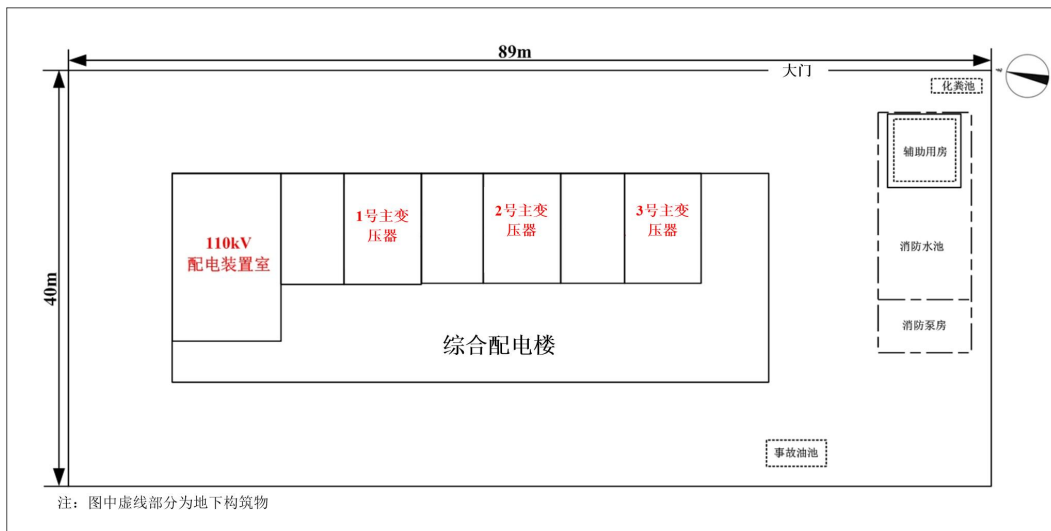 89m
大门
化粪池
40m
辅助用房
1号主变
压器
2号主变
压器
3号主变
压器
110kV
配电装置室
消防水池
消防泵房
综合配电楼
事故油池
注：图中虚线部分为地下构筑物